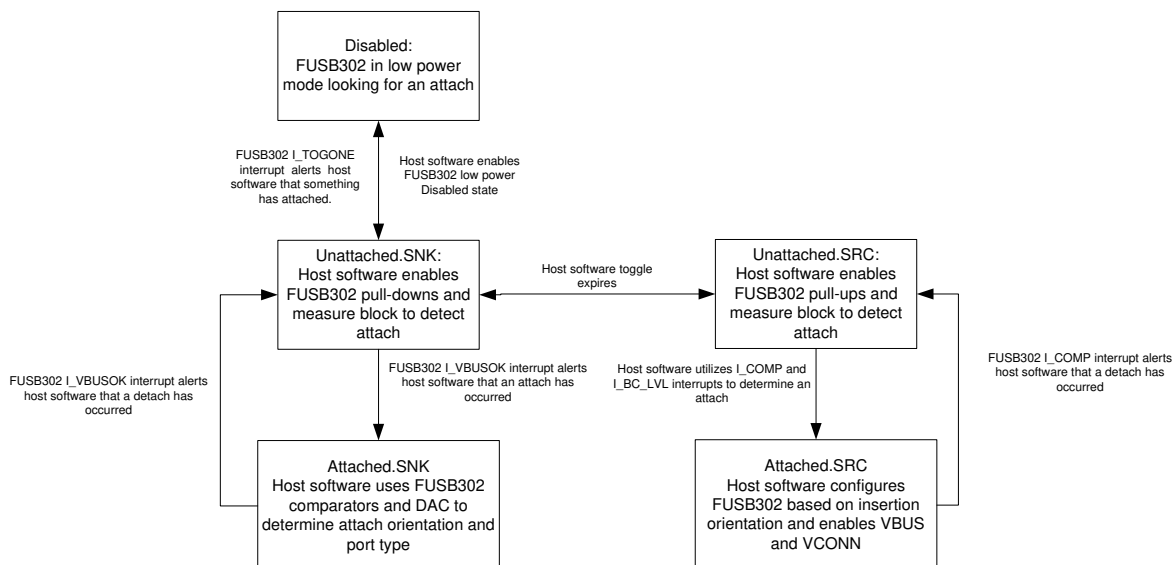 Disabled:
FUSB302 in low power
mode looking for an attach
FUSB302 I_TOGONE
interrupt alerts host
software that something
has attached.
Host software enables
FUSB302 low power
Disabled state
Unattached.SNK:
Host software enables
FUSB302 pull-downs and
measure block to detect
attach
Host software toggle
expires
Unattached.SRC:
Host software enables
FUSB302 pull-ups and
measure block to detect
attach
FUSB302 I_VBUSOK interrupt alerts
host software that a detach has
occurred
FUSB302 I_VBUSOK interrupt alerts
host software that an attach has
occurred
Host software utilizes I_COMP and
I_BC_LVL interrupts to determine an
attach
FUSB302 I_COMP interrupt alerts
host software that a detach has
occurred
Attached.SNK
Host software uses FUSB302
comparators and DAC to
determine attach orientation and
port type
Attached.SRC
Host software configures
FUSB302 based on insertion
orientation and enables VBUS
and VCONN